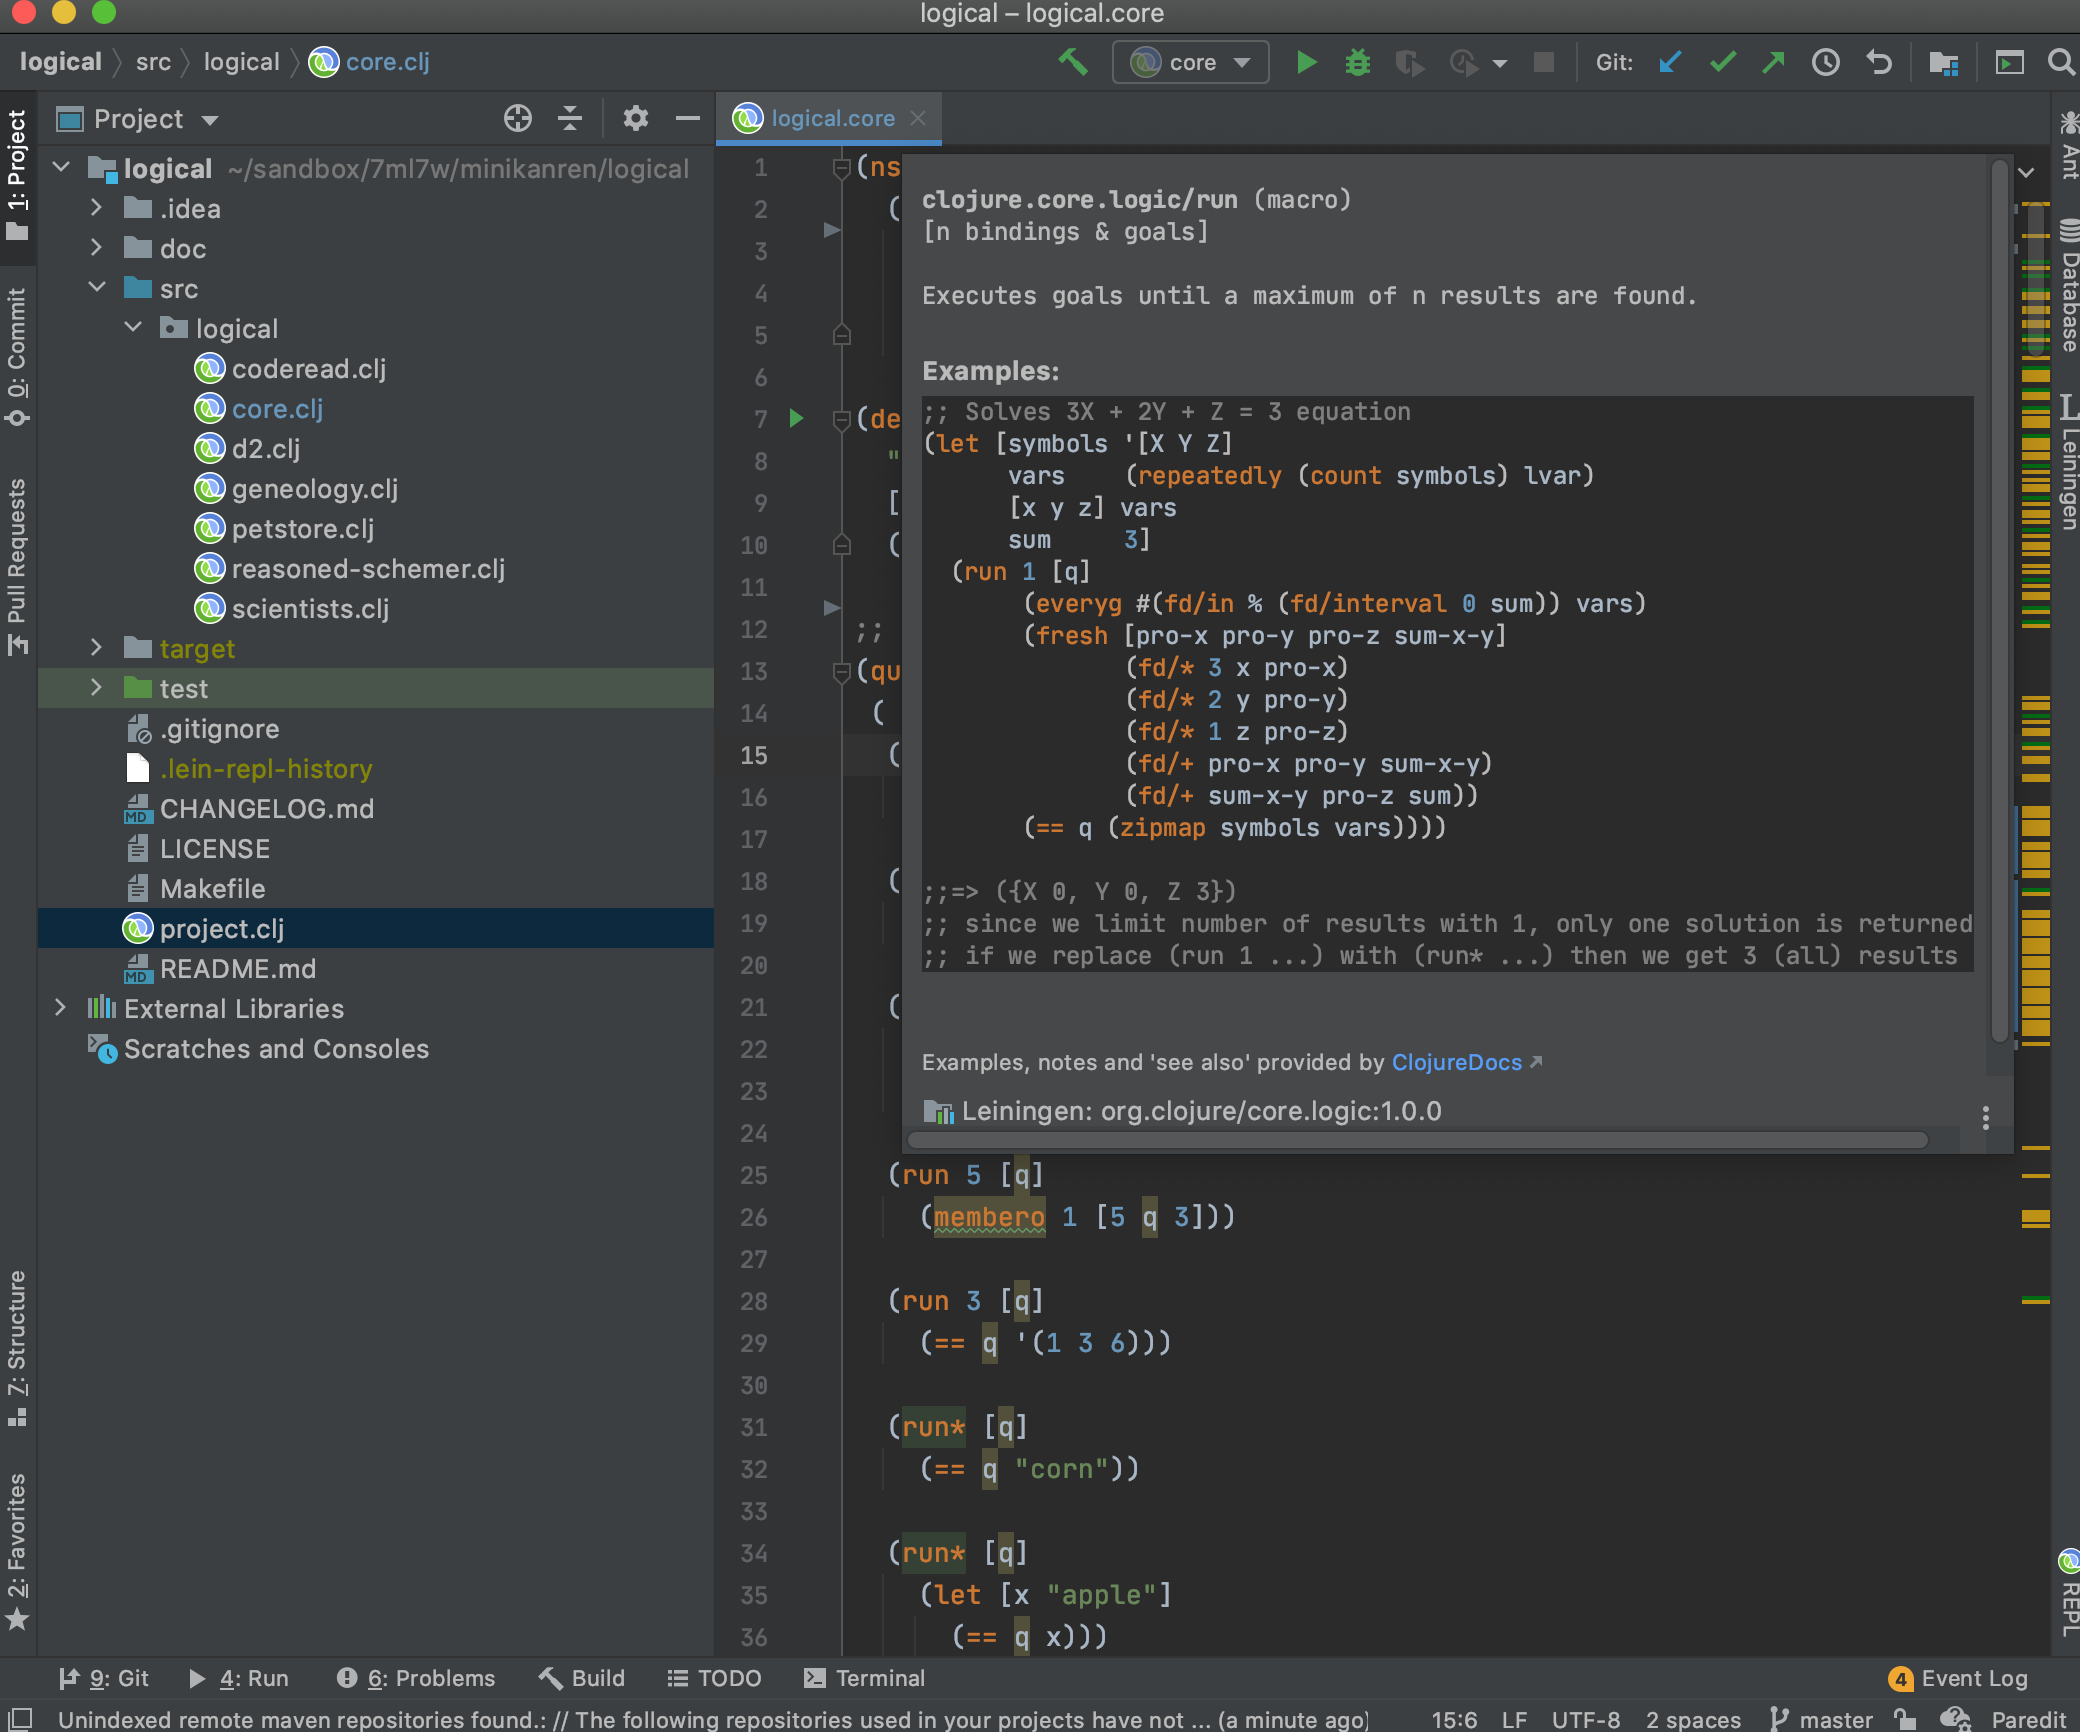 logical – logical.core
logical src logical core.clj
core
Git:
1: Project
0: Commit
Pull Requests
7: Structure
2: Favorites
Project
logical ~/sandbox/7ml7w/minikanren/logical
.idea
doc
src
logical
coderead.clj
core.clj
d2.clj
geneology.clj
petstore.clj
reasoned-schemer.clj
scientists.clj
target
test
.gitignore
.lein-repl-history
CHANGELOG.md
LICENSE
Makefile
project.clj
README.md
External Libraries
Scratches and Consoles
logical.core
1 (ns
2 (
3
4
5
6
7 (de
8 "
9 [
10 (
11
12 ;;
13 (qu
14 (
15 (
16
17
18 (
19
20
21 (
22
23
24
clojure.core.logic/run (macro)
[n bindings & goals]
Executes goals until a maximum of n results are found.
Examples:
;; Solves 3X + 2Y + Z = 3 equation
(let [symbols '[X Y Z]
vars (repeatedly (count symbols) lvar)
[x y z] vars
sum 3]
(run 1 [q]
(everyg #(fd/in % (fd/interval 0 sum)) vars)
(fresh [pro-x pro-y pro-z sum-x-y]
(fd/* 3 x pro-x)
(fd/* 2 y pro-y)
(fd/* 1 z pro-z)
(fd/+ pro-x pro-y sum-x-y)
(fd/+ sum-x-y pro-z sum))
(== q (zipmap symbols vars))))
;;=> ({X 0, Y 0, Z 3})
;; since we limit number of results with 1, only one solution is returned
;; if we replace (run 1 ...) with (run* ...) then we get 3 (all) results
Examples, notes and 'see also' provided by ClojureDocs
Leiningen: org.clojure/core.logic:1.0.0
25 (run 5 [q]
26 (membero 1 [5 q 3]))
27
28 (run 3 [q]
29 (== q '(1 3 6)))
30
31 (run* [q]
32 (== q "corn"))
33
34 (run* [q]
35 (let [x "apple"]
36 (== q x)))
Ant
Database
Leiningen
REPL
9: Git 4: Run 6: Problems Build TODO Terminal 4 Event Log
Unindexed remote maven repositories found.: // The following repositories used in your projects have not ... (a minute ago) 15:6 LF UTF-8 2 spaces master Paredit